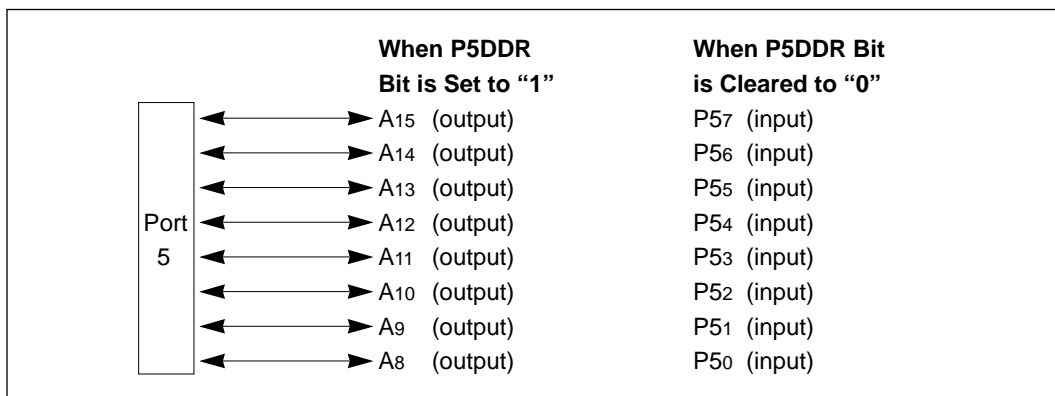 When P5DDR When P5DDR Bit
Bit is Set to “1” is Cleared to “0”
A15 (output) P57 (input)
A14 (output) P56 (input)
A13 (output) P55 (input)
Port A12 (output) P54 (input)
5 A11 (output) P53 (input)
A10 (output) P52 (input)
A9 (output) P51 (input)
A8 (output) P50 (input)